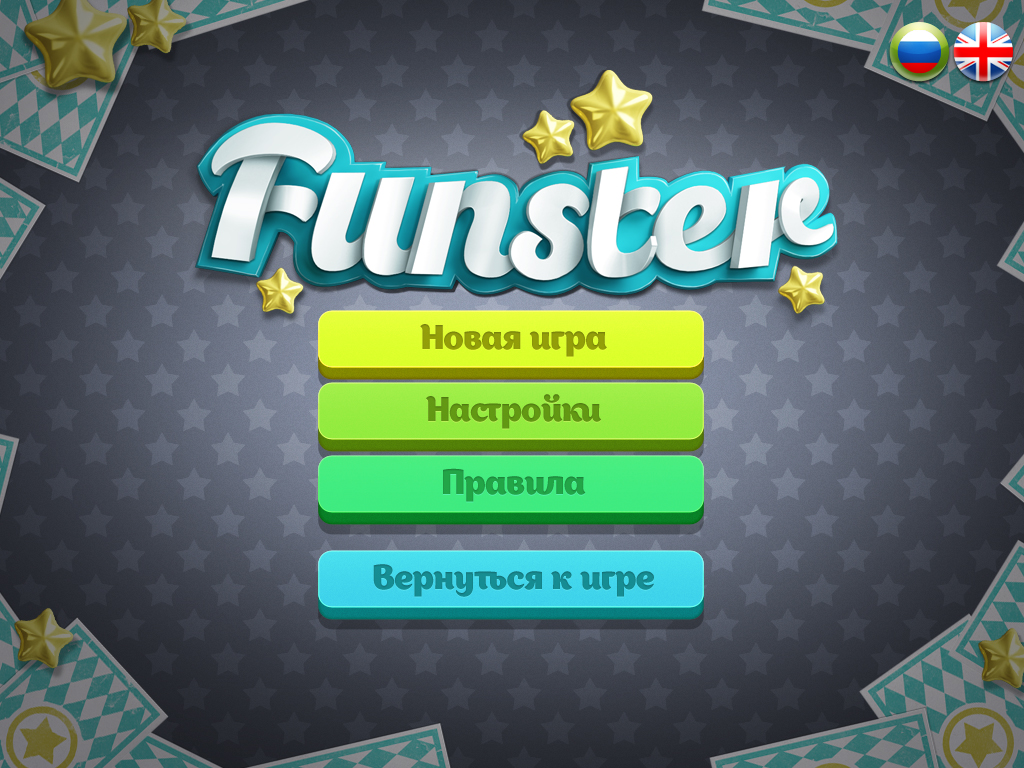 Funster
Новая игра
Настройки
Правила
Вернуться к игре